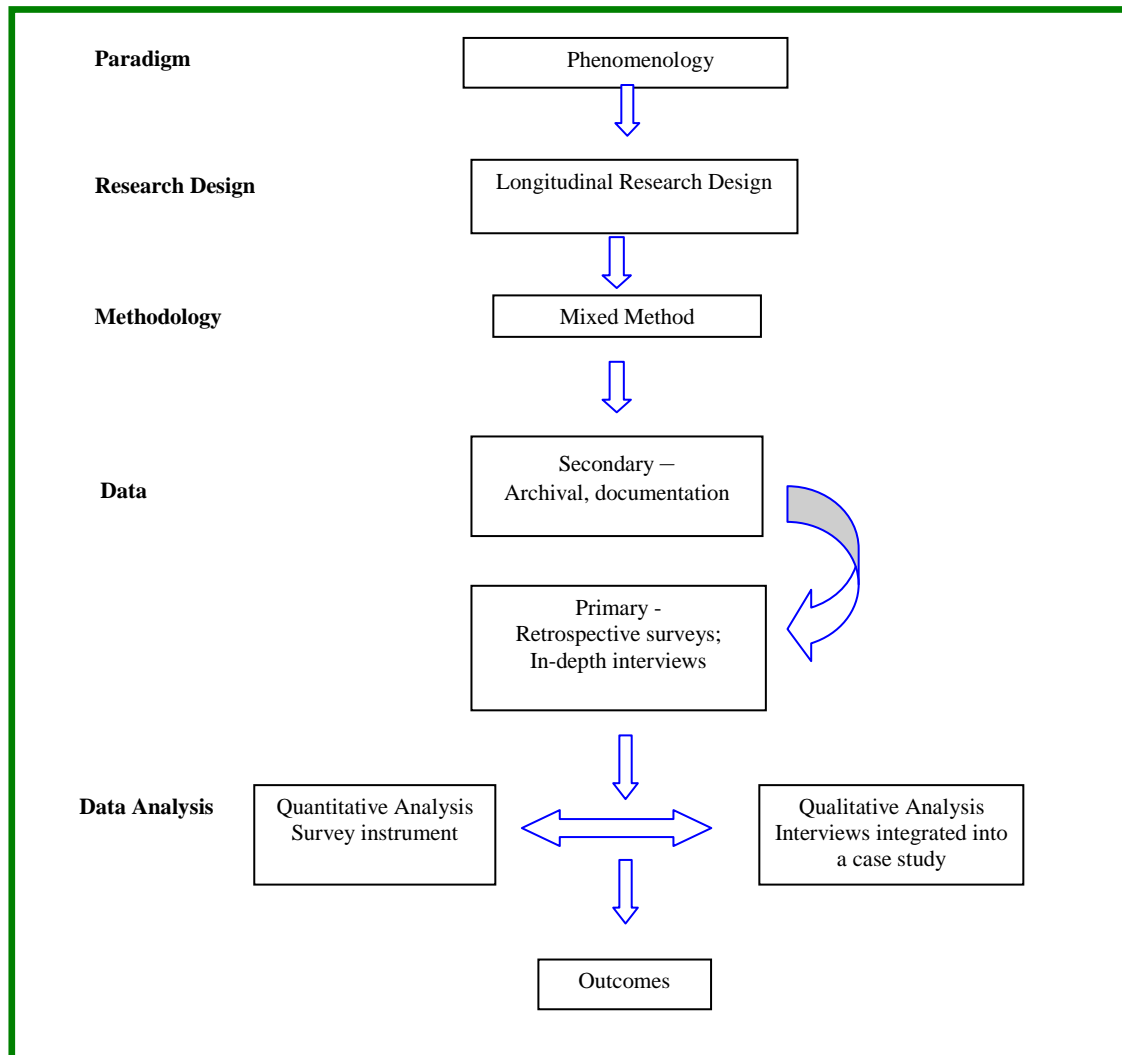 Paradigm
Phenomenology
Research Design
Longitudinal Research Design
Methodology
Mixed Method
Data
Secondary –
Archival, documentation
Primary -
Retrospective surveys;
In-depth interviews
Data Analysis
Quantitative Analysis
Survey instrument
Qualitative Analysis
Interviews integrated into
a case study
Outcomes